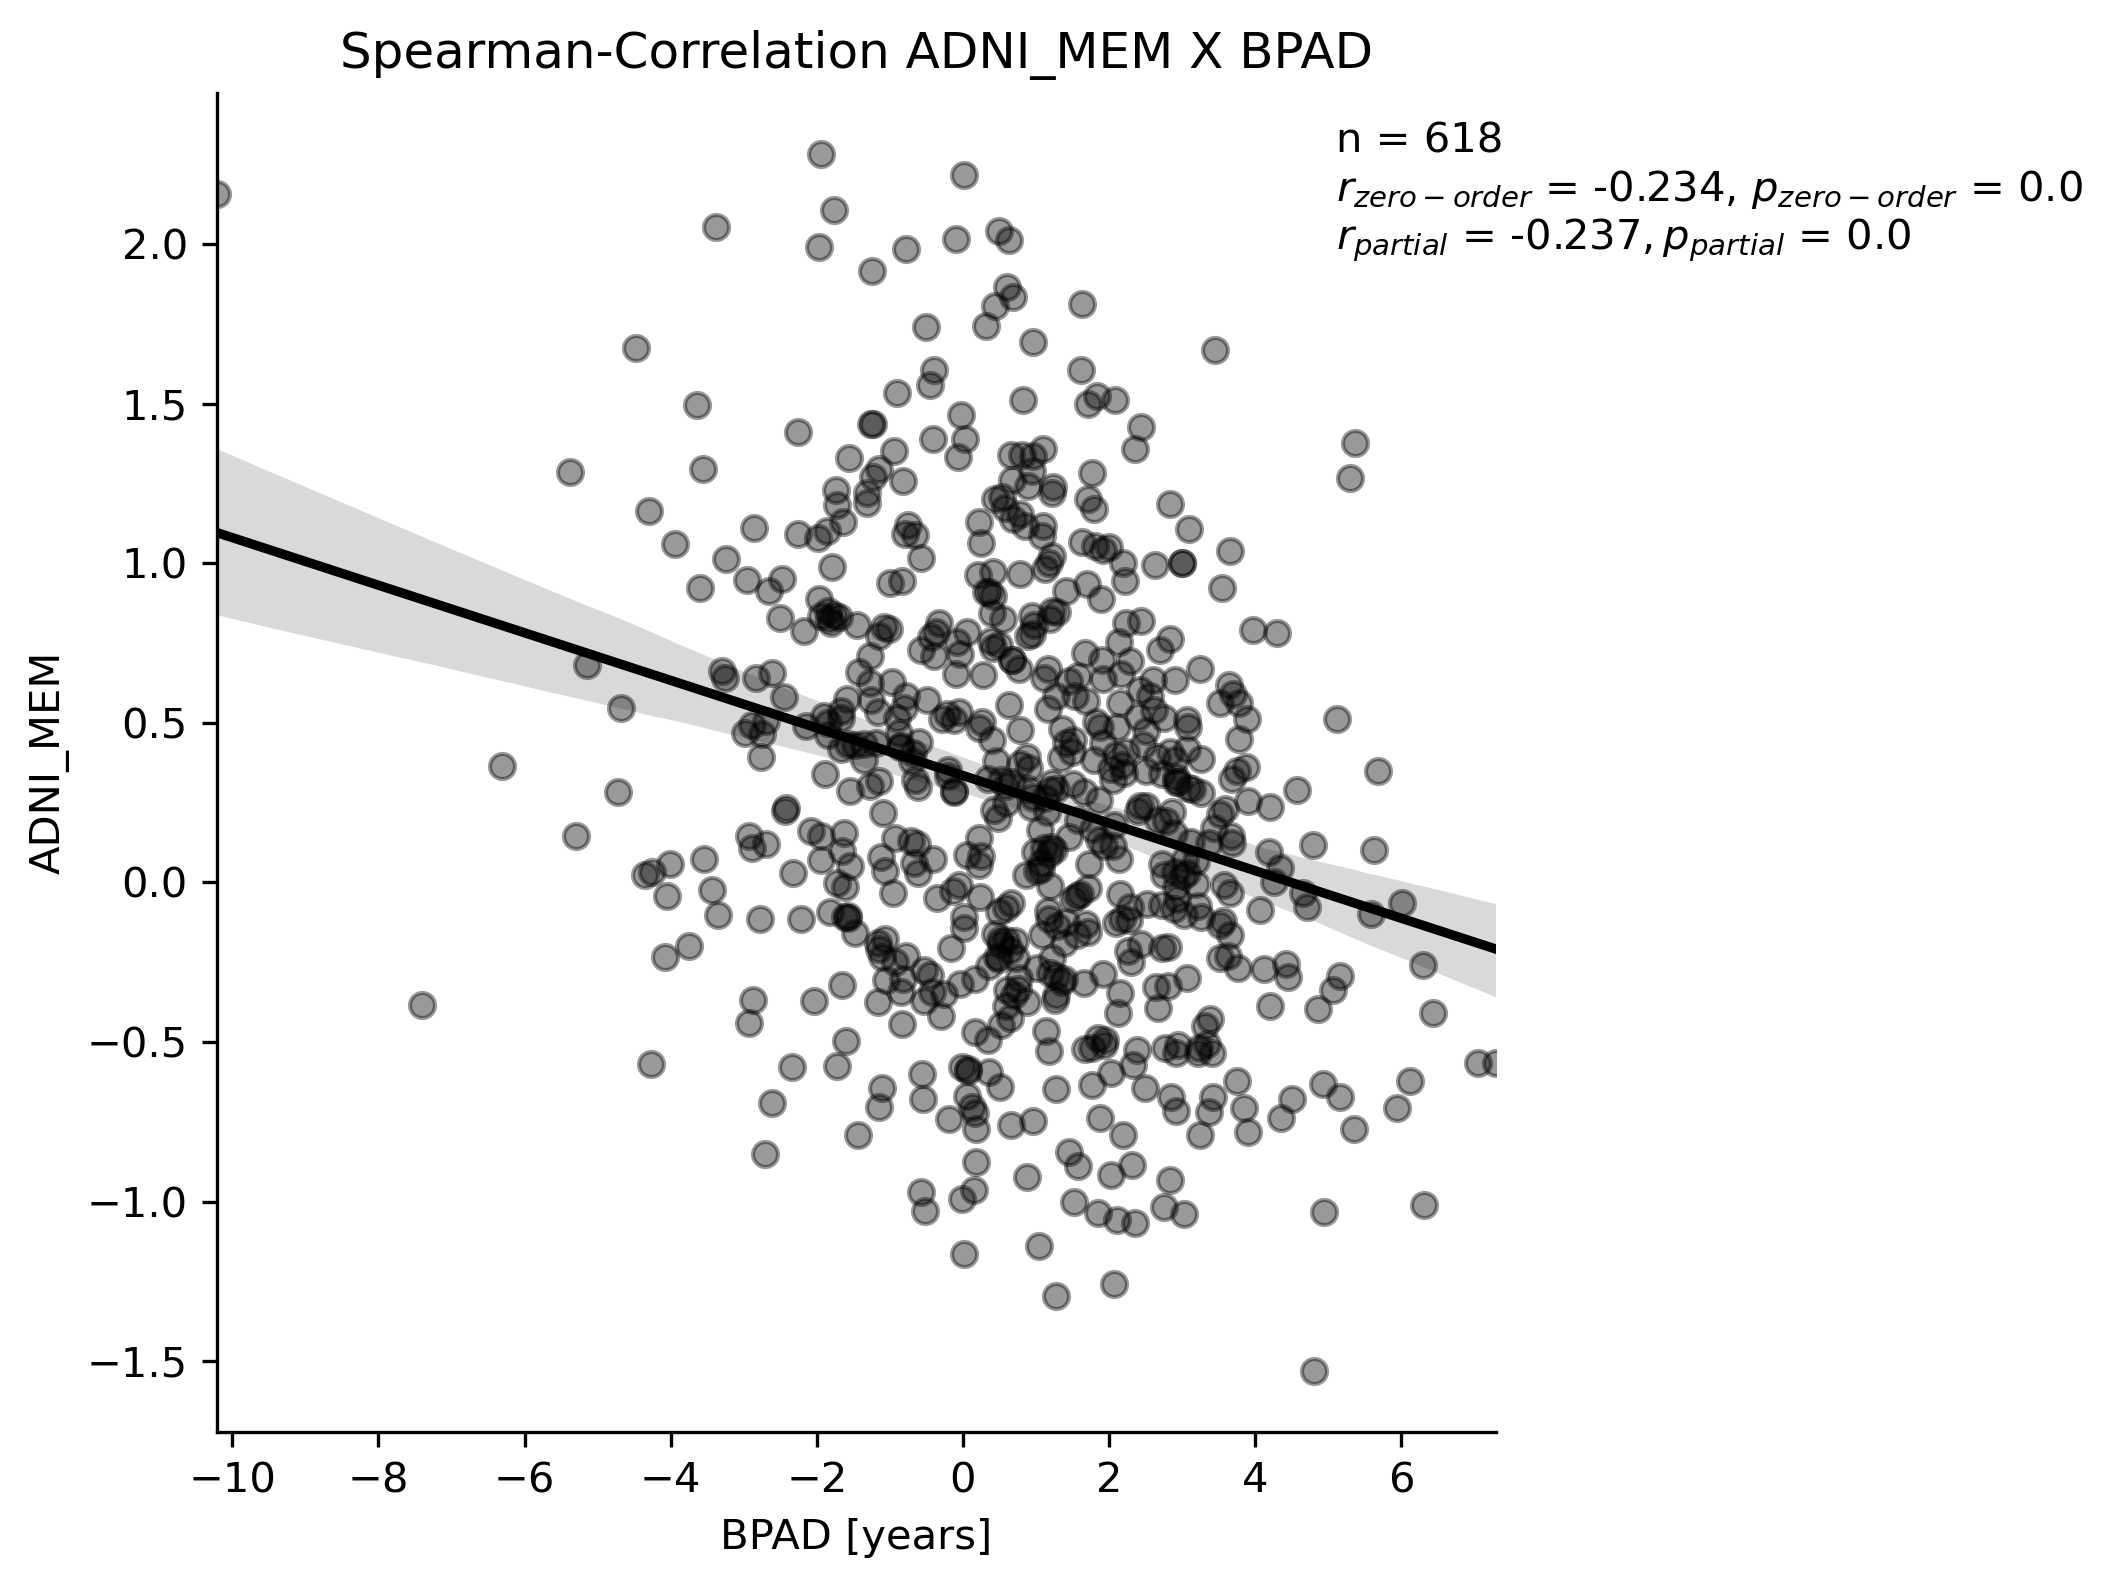 Spearman-Correlation ADNI_MEM X BPAD
n = 618
r_zero−order = -0.234, p_zero−order = 0.0
r_partial = -0.237, p_partial = 0.0
2.0
1.5
1.0
0.5
0.0
−0.5
−1.0
−1.5
ADNI_MEM
−10 −8 −6 −4 −2 0 2 4 6
BPAD [years]